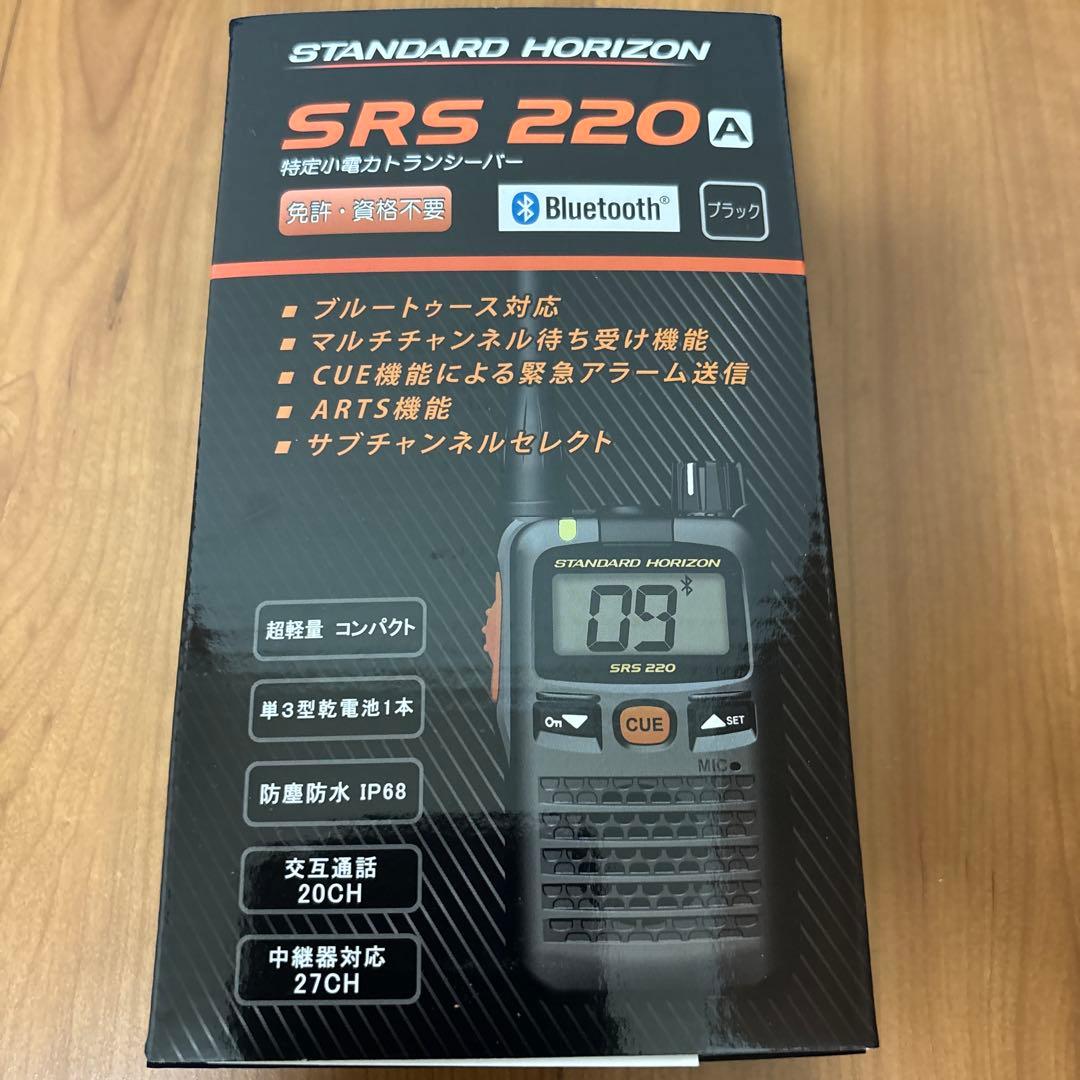 STANDARD HORIZON
SRS 220 A
特定小電力トランシーバー
免許・資格不要
Bluetooth®
ブラック
■ ブルートゥース対応
■ マルチチャンネル待ち受け機能
■ CUE機能による緊急アラーム送信
■ ARTS機能
■ サブチャンネルセレクト
STANDARD HORIZON
09
SRS 220
CUE
SET
MIC
超軽量 コンパクト
単3型乾電池1本
防塵防水 IP68
交互通話
20CH
中継器対応
27CH